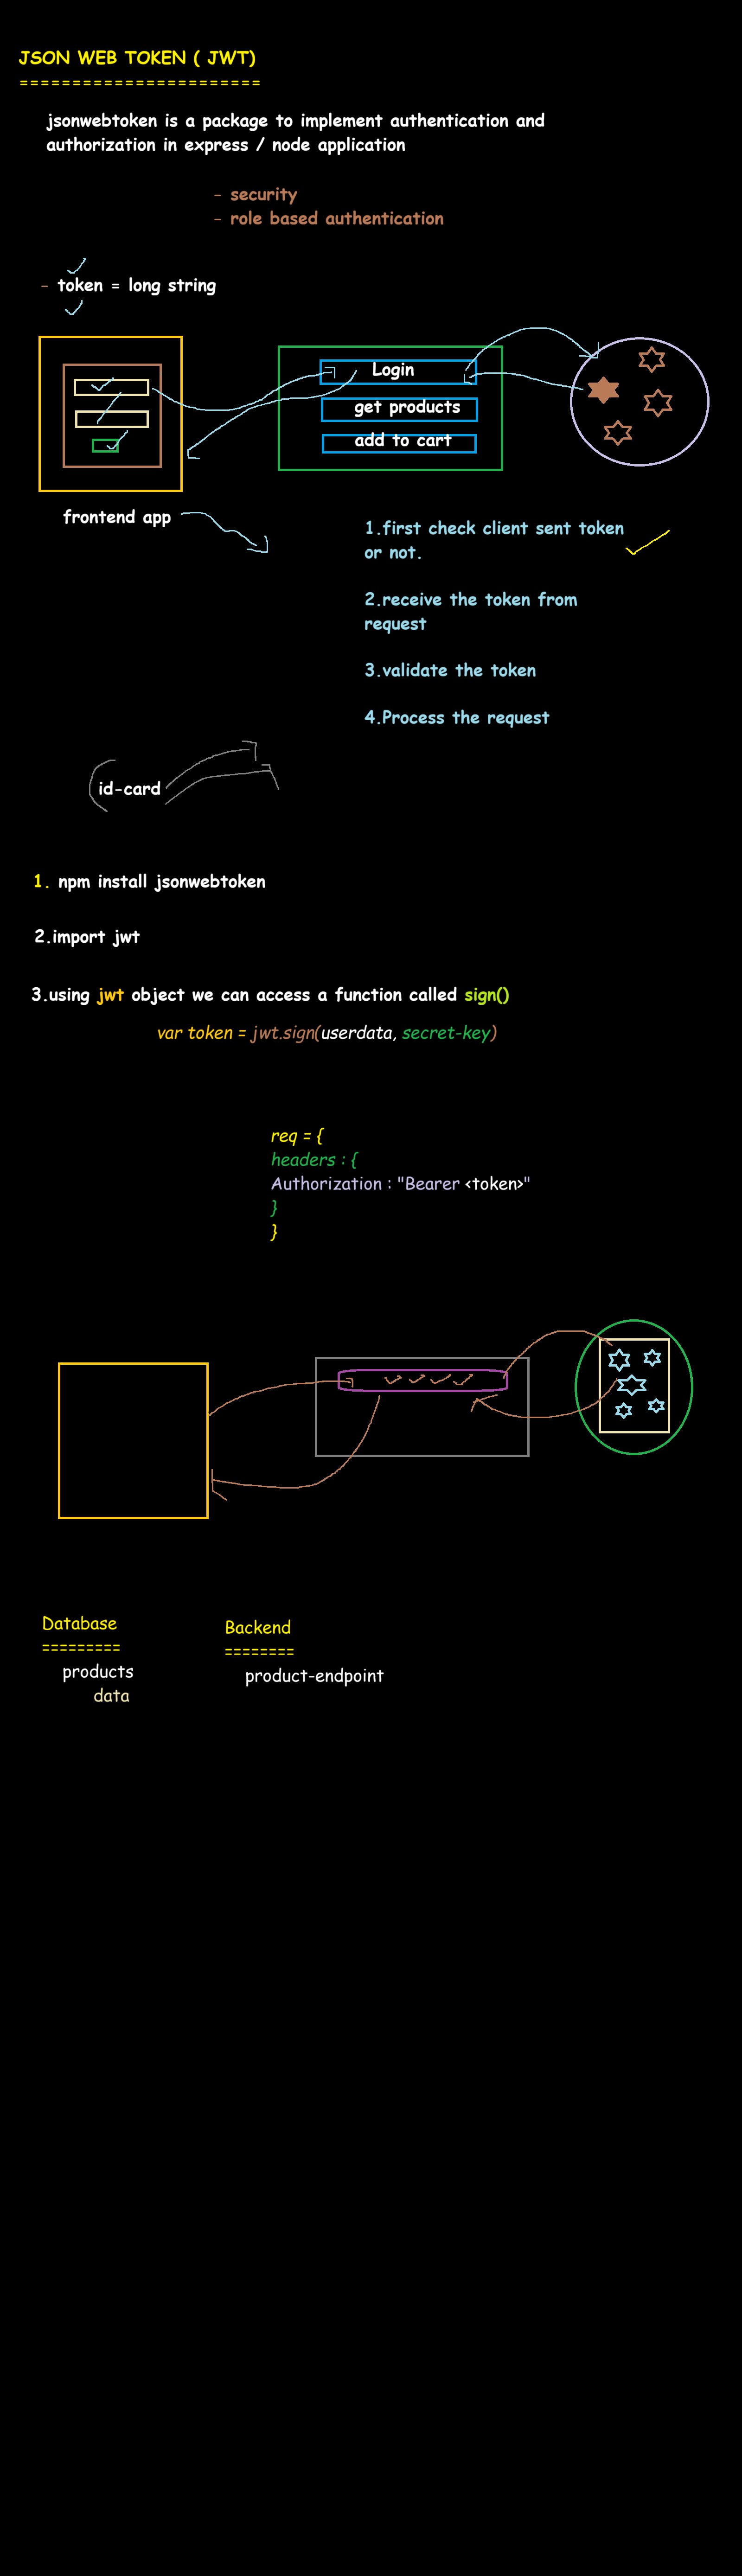 JSON WEB TOKEN ( JWT)
=======================
jsonwebtoken is a package to implement authentication and
authorization in express / node application
- security
- role based authentication
- token = long string
Login
get products
add to cart
frontend app
1.first check client sent token
or not.
2.receive the token from
request
3.validate the token
4.Process the request
id-card
1. npm install jsonwebtoken
2.import jwt
3.using jwt object we can access a function called sign()
var token = jwt.sign(userdata, secret-key)
req = {
headers : {
Authorization : "Bearer <token>"
}
}
Database
=========
products
data
Backend
========
product-endpoint